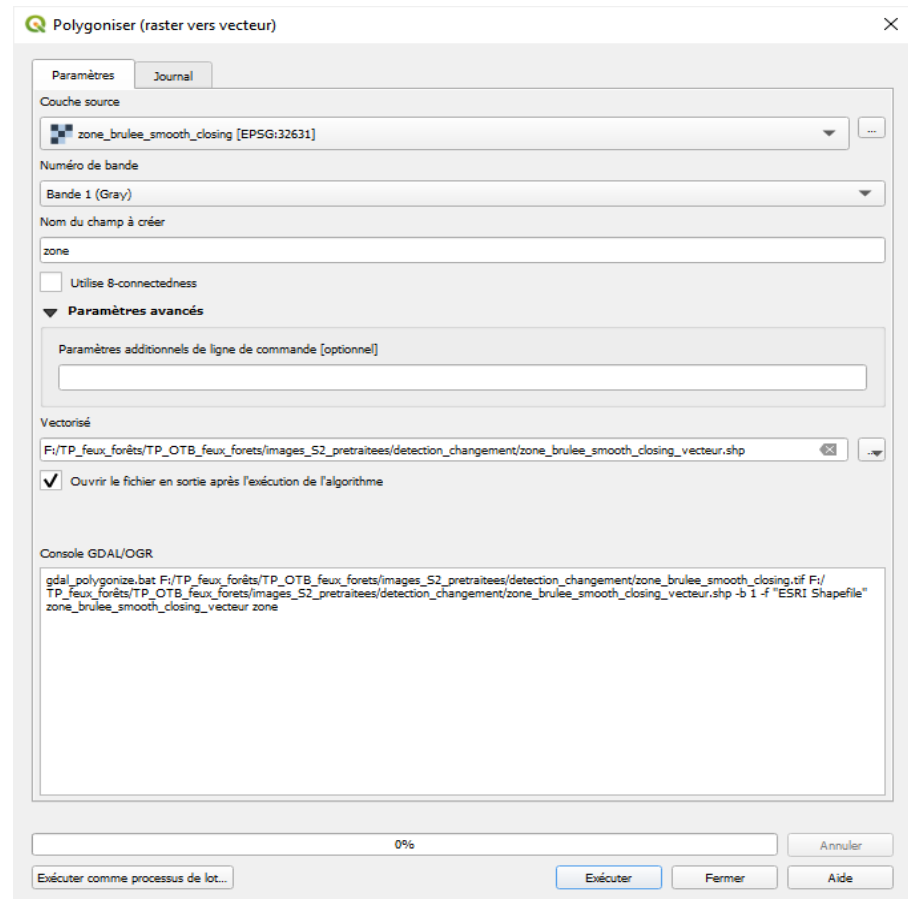 Polygoniser (raster vers vecteur)
Paramètres Journal
Couche source
zone_brulee_smooth_closing [EPSG:32631]
...
Numéro de bande
Bande 1 (Gray)
Nom du champ à créer
zone
Utilise 8-connectedness
Paramètres avancés
Paramètres additionnels de ligne de commande [optionnel]
Vectorisé
F:/TP_feux_forêts/TP_OTB_feux_forets/images_S2_pretraitees/detection_changement/zone_brulee_smooth_closing_vecteur.shp
Ouvrir le fichier en sortie après l'exécution de l'algorithme
Console GDAL/OGR
gdal_polygonize.bat F:/TP_feux_forêts/TP_OTB_feux_forets/images_S2_pretraitees/detection_changement/zone_brulee_smooth_closing.tif F:/
TP_feux_forêts/TP_OTB_feux_forets/images_S2_pretraitees/detection_changement/zone_brulee_smooth_closing_vecteur.shp -b 1 -f "ESRI Shapefile"
zone_brulee_smooth_closing_vecteur zone
0%
Annuler
Exécuter comme processus de lot...
Exécuter
Fermer
Aide